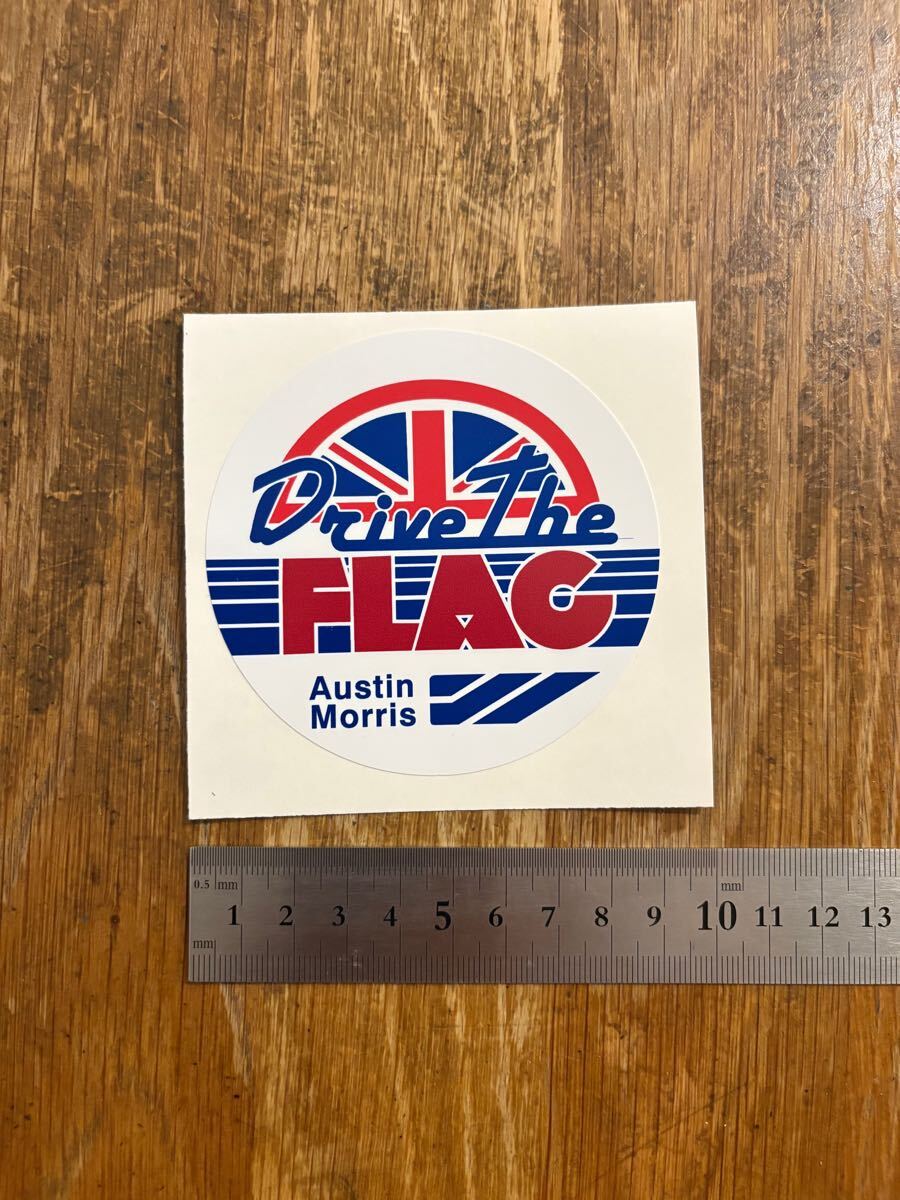 Drive The
FLAG
Austin
Morris
0.5 mm
mm
1 2 3 4 5 6 7 8 9 10 11 12 13
mm